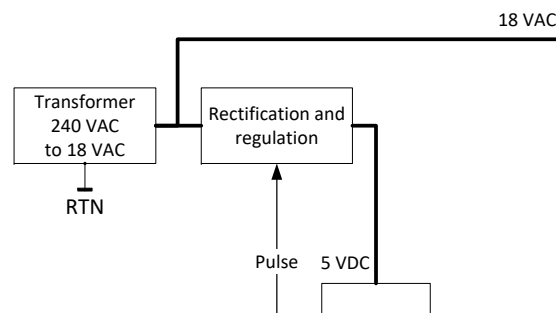 18 VAC
Transformer
240 VAC
to 18 VAC
Rectification and
regulation
RTN
Pulse
5 VDC